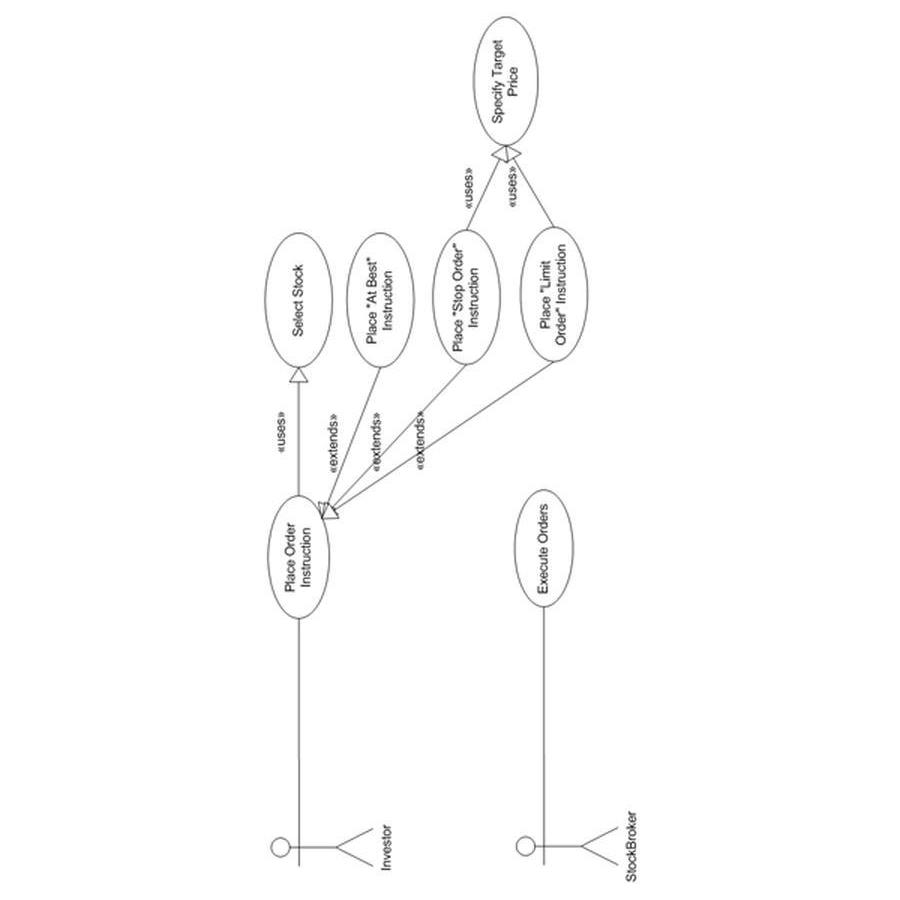 Investor
Place Order
Instruction
«uses»
Select Stock
«extends»
Place "At Best"
Instruction
«extends»
Place "Stop Order"
Instruction
«extends»
Place "Limit
Order" Instruction
«uses»
«uses»
Specify Target
Price
StockBroker
Execute Orders